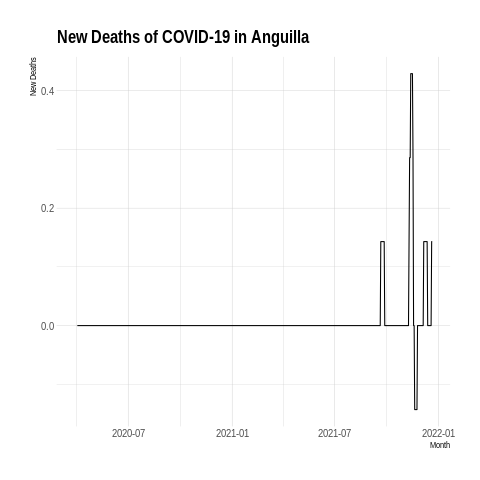 New Deaths of COVID-19 in Anguilla
New Deaths
0.4
0.2
0.0
2020-07 2021-01 2021-07 2022-01
Month